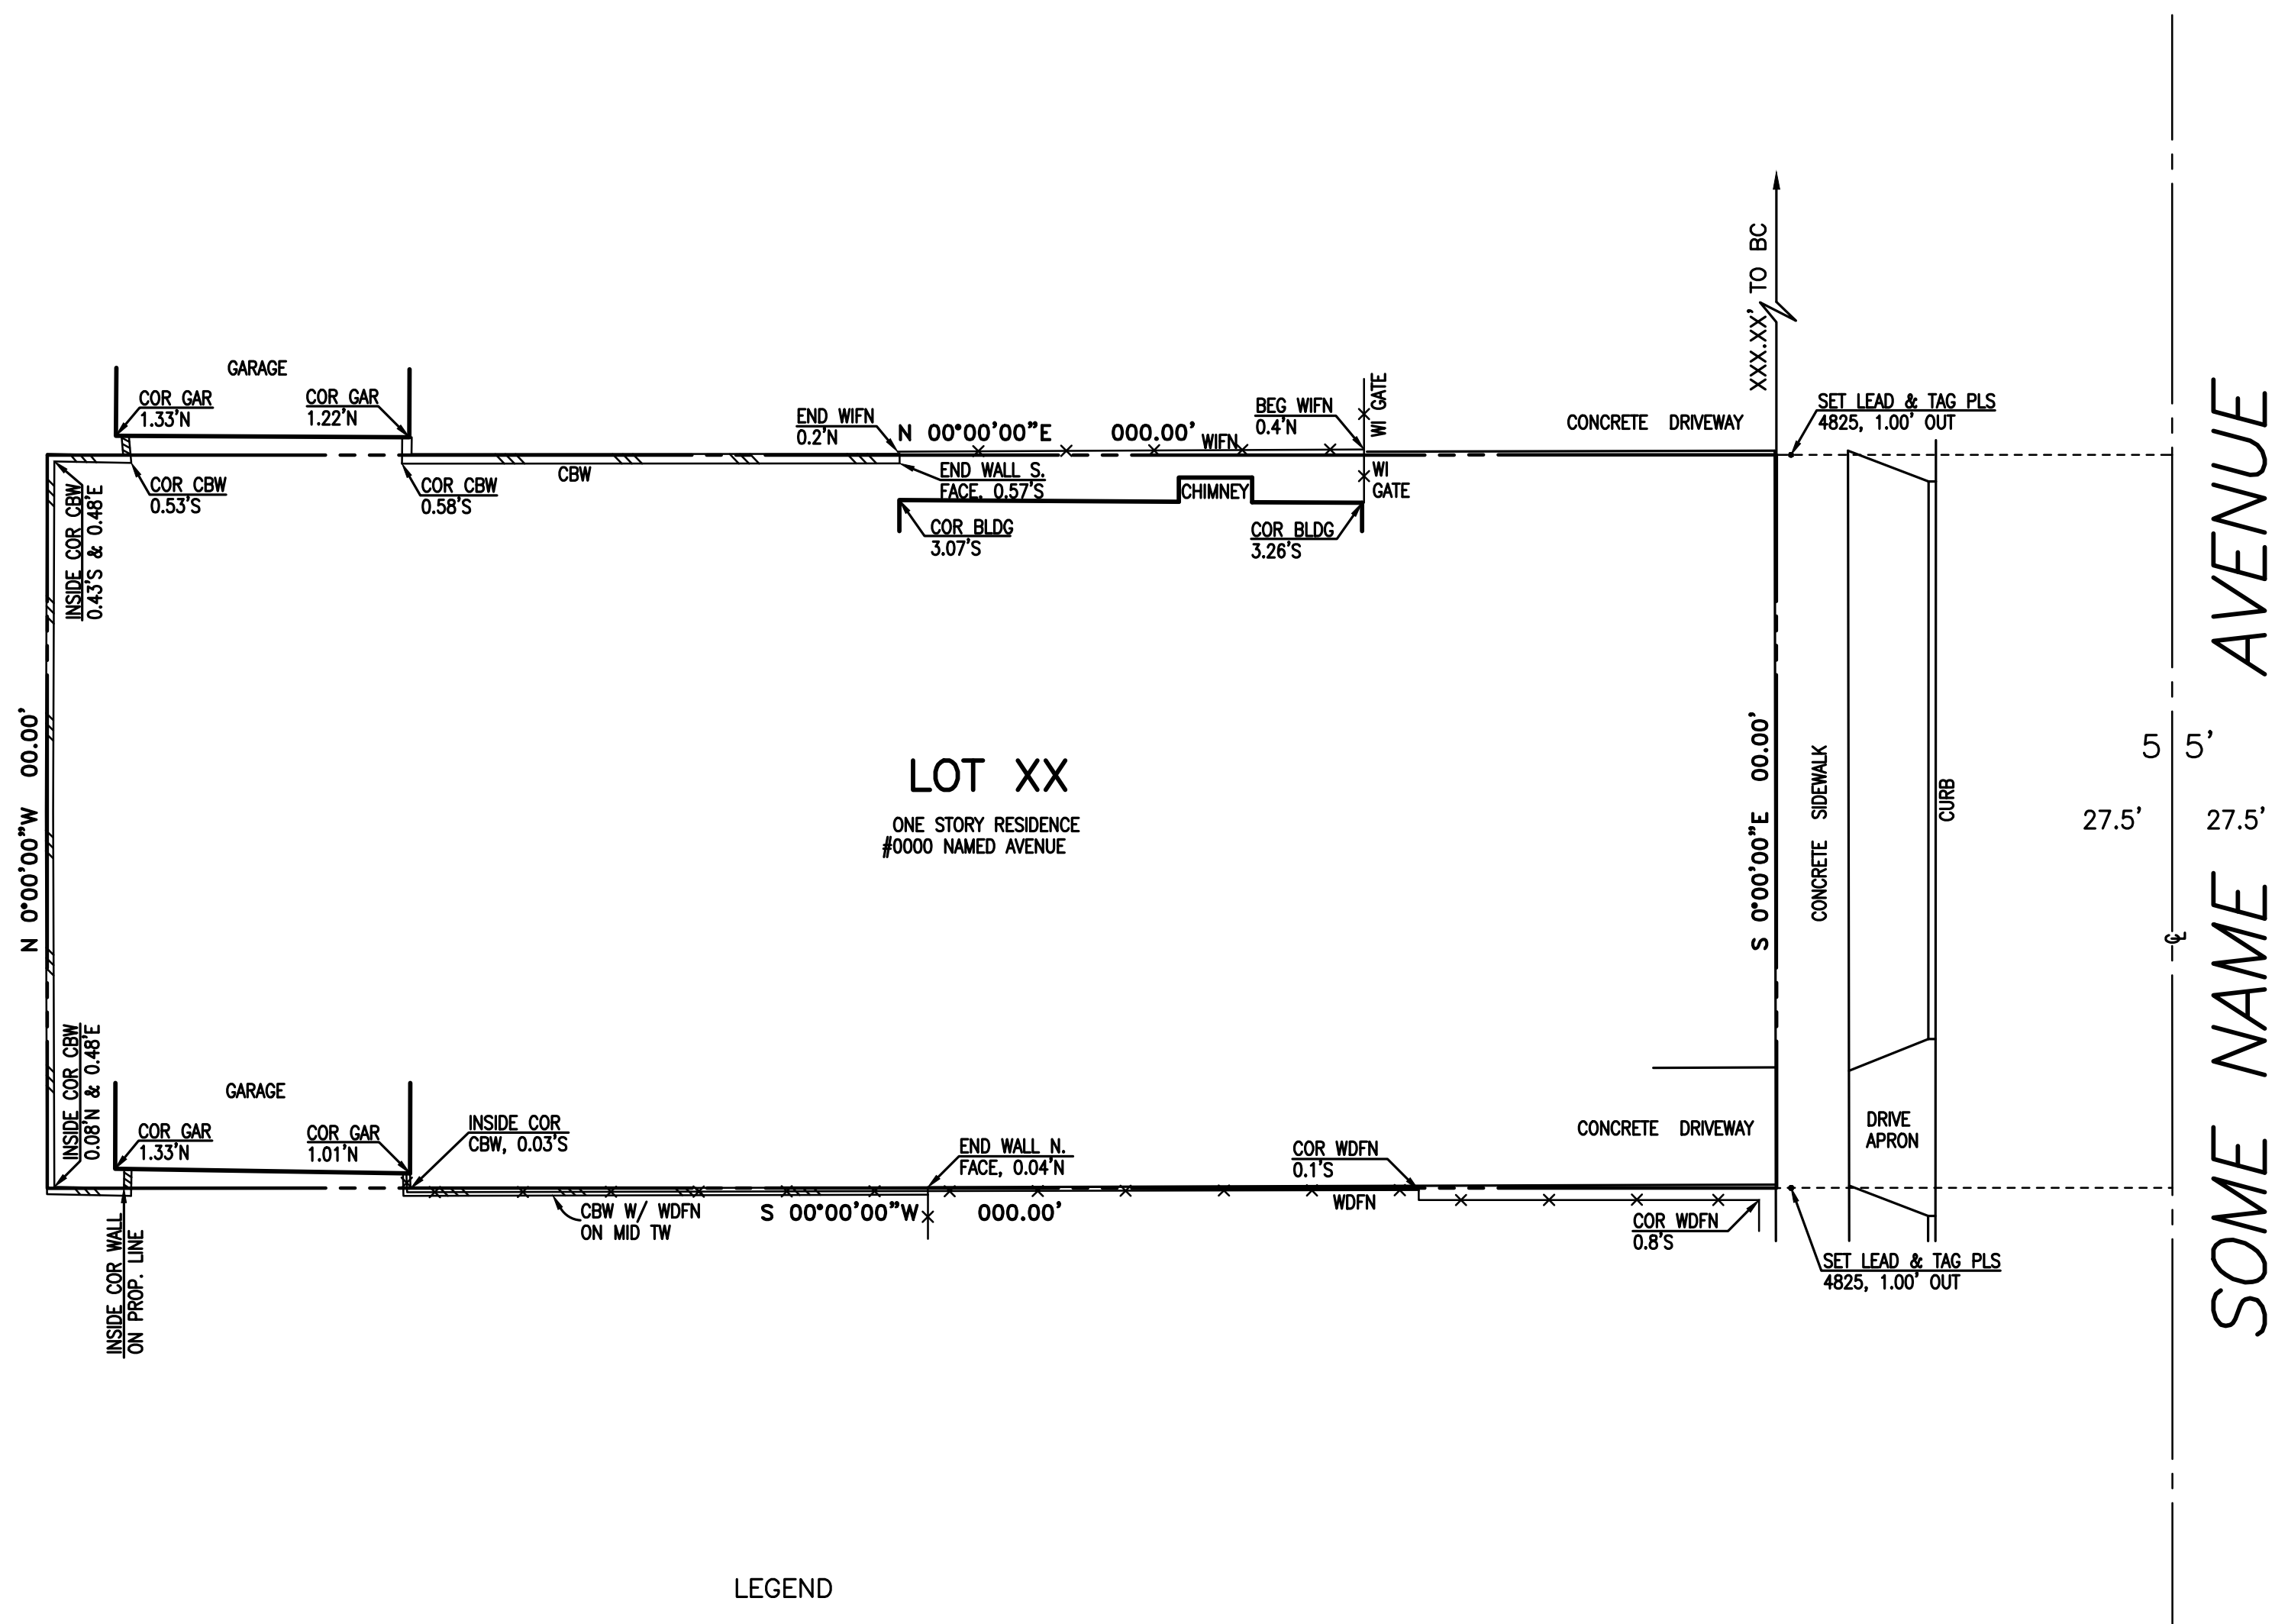 XXX.XX' TO BC
GARAGE
COR GAR
1.33'N
COR GAR
1.22'N
END WIFN
0.2'N
N 00°00'00"E 000.00'
WIFN
BEG WIFN
0.4'N
WI GATE
CONCRETE DRIVEWAY
SET LEAD & TAG PLS
4825, 1.00' OUT
INSIDE COR CBW
0.43'S & 0.48'E
COR CBW
0.53'S
COR CBW
0.58'S
CBW
END WALL S.
FACE, 0.57'S
CHIMNEY
WI
GATE
COR BLDG
3.07'S
COR BLDG
3.26'S
N 0°00'00"W 00.00'
LOT XX
ONE STORY RESIDENCE
#0000 NAMED AVENUE
S 0°00'00"E 00.00'
CONCRETE SIDEWALK
CURB
5 5'
27.5' 27.5'
℄
SOME NAME AVENUE
INSIDE COR CBW
0.08'N & 0.48'E
GARAGE
COR GAR
1.33'N
COR GAR
1.01'N
INSIDE COR
CBW, 0.03'S
END WALL N.
FACE, 0.04'N
COR WDFN
0.1'S
CONCRETE DRIVEWAY
DRIVE
APRON
INSIDE COR WALL
ON PROP. LINE
CBW W/ WDFN
ON MID TW
S 00°00'00"W 000.00'
WDFN
COR WDFN
0.8'S
SET LEAD & TAG PLS
4825, 1.00' OUT
LEGEND